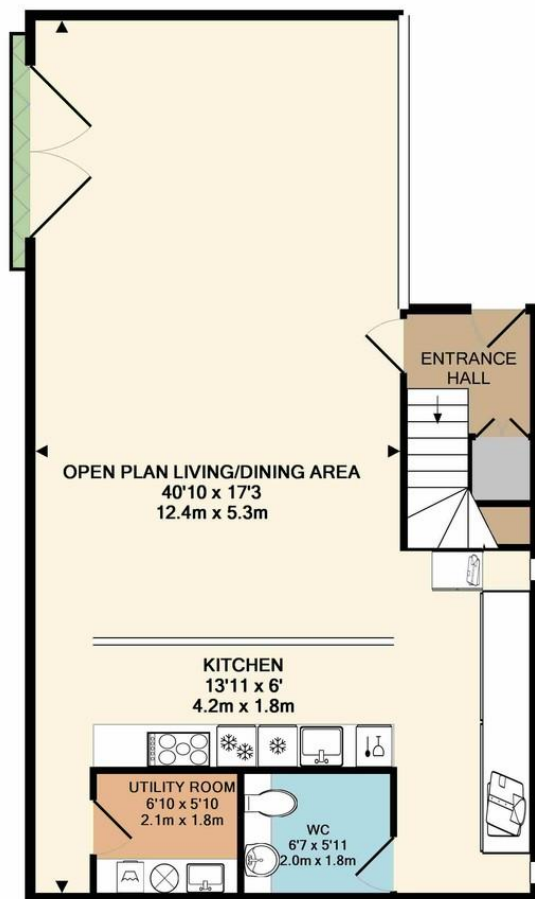 ENTRANCE
HALL
OPEN PLAN LIVING/DINING AREA
40'10 x 17'3
12.4m x 5.3m
KITCHEN
13'11 x 6'
4.2m x 1.8m
UTILITY ROOM
6'10 x 5'10
2.1m x 1.8m
WC
6'7 x 5'11
2.0m x 1.8m